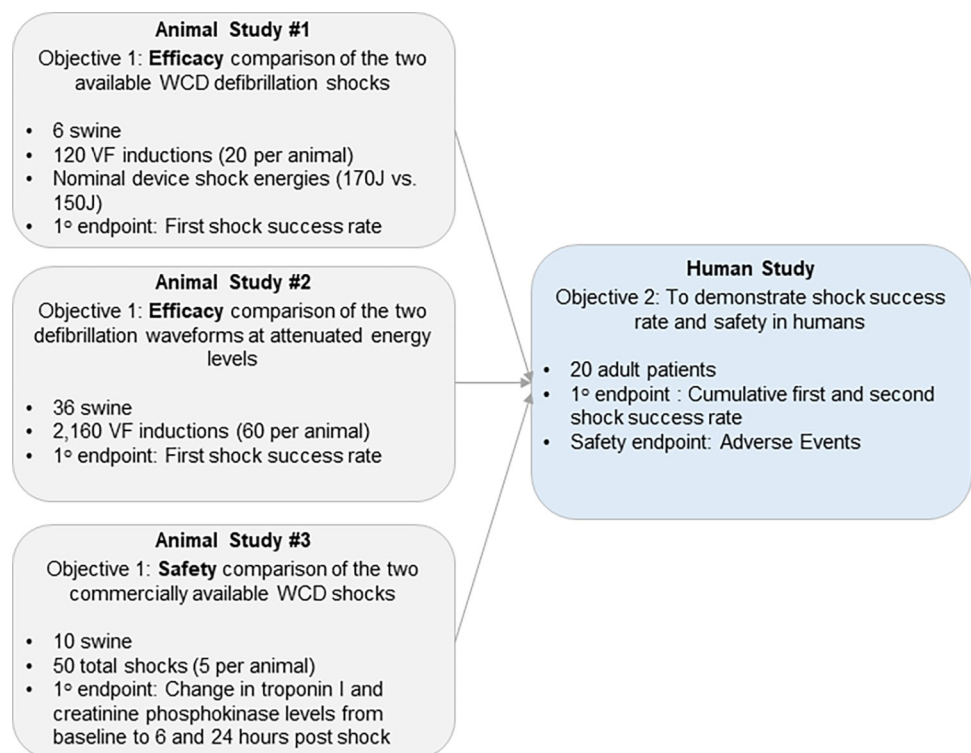 Animal Study #1
Objective 1: Efficacy comparison of the two
available WCD defibrillation shocks
• 6 swine
• 120 VF inductions (20 per animal)
• Nominal device shock energies (170J vs.
150J)
• 1° endpoint: First shock success rate
Animal Study #2
Objective 1: Efficacy comparison of the two
defibrillation waveforms at attenuated energy
levels
• 36 swine
• 2,160 VF inductions (60 per animal)
• 1° endpoint: First shock success rate
Animal Study #3
Objective 1: Safety comparison of the two
commercially available WCD shocks
• 10 swine
• 50 total shocks (5 per animal)
• 1° endpoint: Change in troponin I and
creatinine phosphokinase levels from
baseline to 6 and 24 hours post shock
Human Study
Objective 2: To demonstrate shock success
rate and safety in humans
• 20 adult patients
• 1° endpoint : Cumulative first and second
shock success rate
• Safety endpoint: Adverse Events